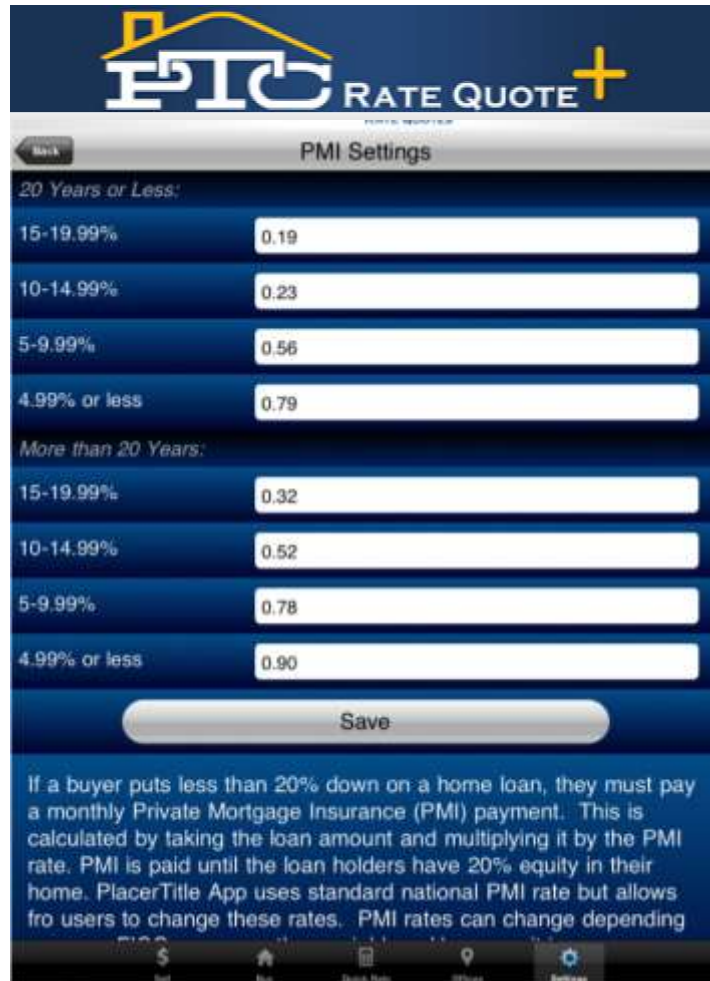 PTC RATE QUOTE +
RATE QUOTES
Back
PMI Settings
20 Years or Less:
15-19.99%
0.19
10-14.99%
0.23
5-9.99%
0.56
4.99% or less
0.79
More than 20 Years:
15-19.99%
0.32
10-14.99%
0.52
5-9.99%
0.78
4.99% or less
0.90
Save
If a buyer puts less than 20% down on a home loan, they must pay
a monthly Private Mortgage Insurance (PMI) payment. This is
calculated by taking the loan amount and multiplying it by the PMI
rate. PMI is paid until the loan holders have 20% equity in their
home. PlacerTitle App uses standard national PMI rate but allows
fro users to change these rates. PMI rates can change depending
$
Offices
Settings